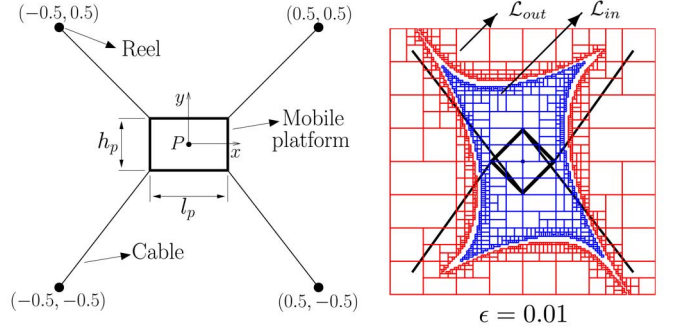 (−0.5, 0.5)
(0.5, 0.5)
Reel
y
Mobile
platform
h_p
P
x
l_p
Cable
(−0.5, −0.5)
(0.5, −0.5)
ℒ_out
ℒ_in
ϵ = 0.01